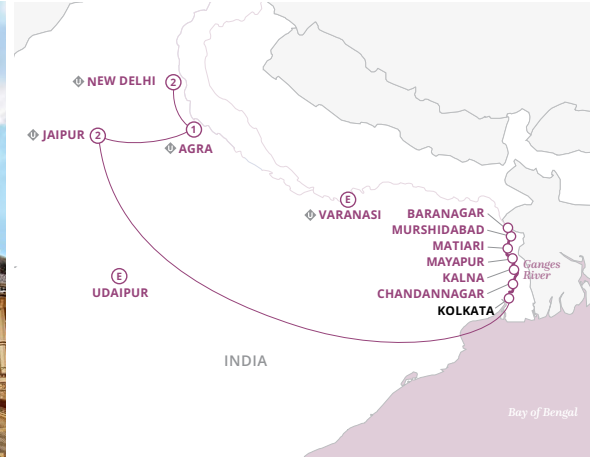 NEW DELHI
2
JAIPUR
2
1
AGRA
E
VARANASI
BARANAGAR
MURSHIDABAD
MATIARI
MAYAPUR
KALNA
CHANDANNAGAR
KOLKATA
Ganges
River
E
UDAIPUR
INDIA
Bay of Bengal